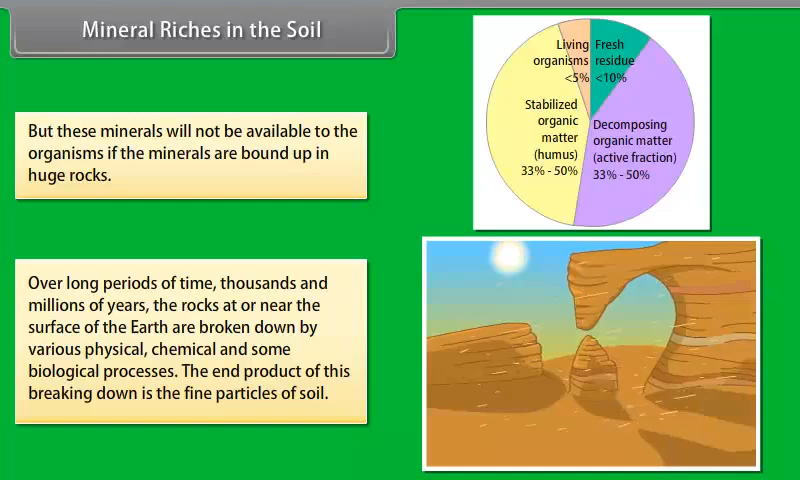 Mineral Riches in the Soil
But these minerals will not be available to the
organisms if the minerals are bound up in
huge rocks.
Over long periods of time, thousands and
millions of years, the rocks at or near the
surface of the Earth are broken down by
various physical, chemical and some
biological processes. The end product of this
breaking down is the fine particles of soil.
Living
organisms
<5%
Fresh
residue
<10%
Stabilized
organic
matter
(humus)
33% - 50%
Decomposing
organic matter
(active fraction)
33% - 50%